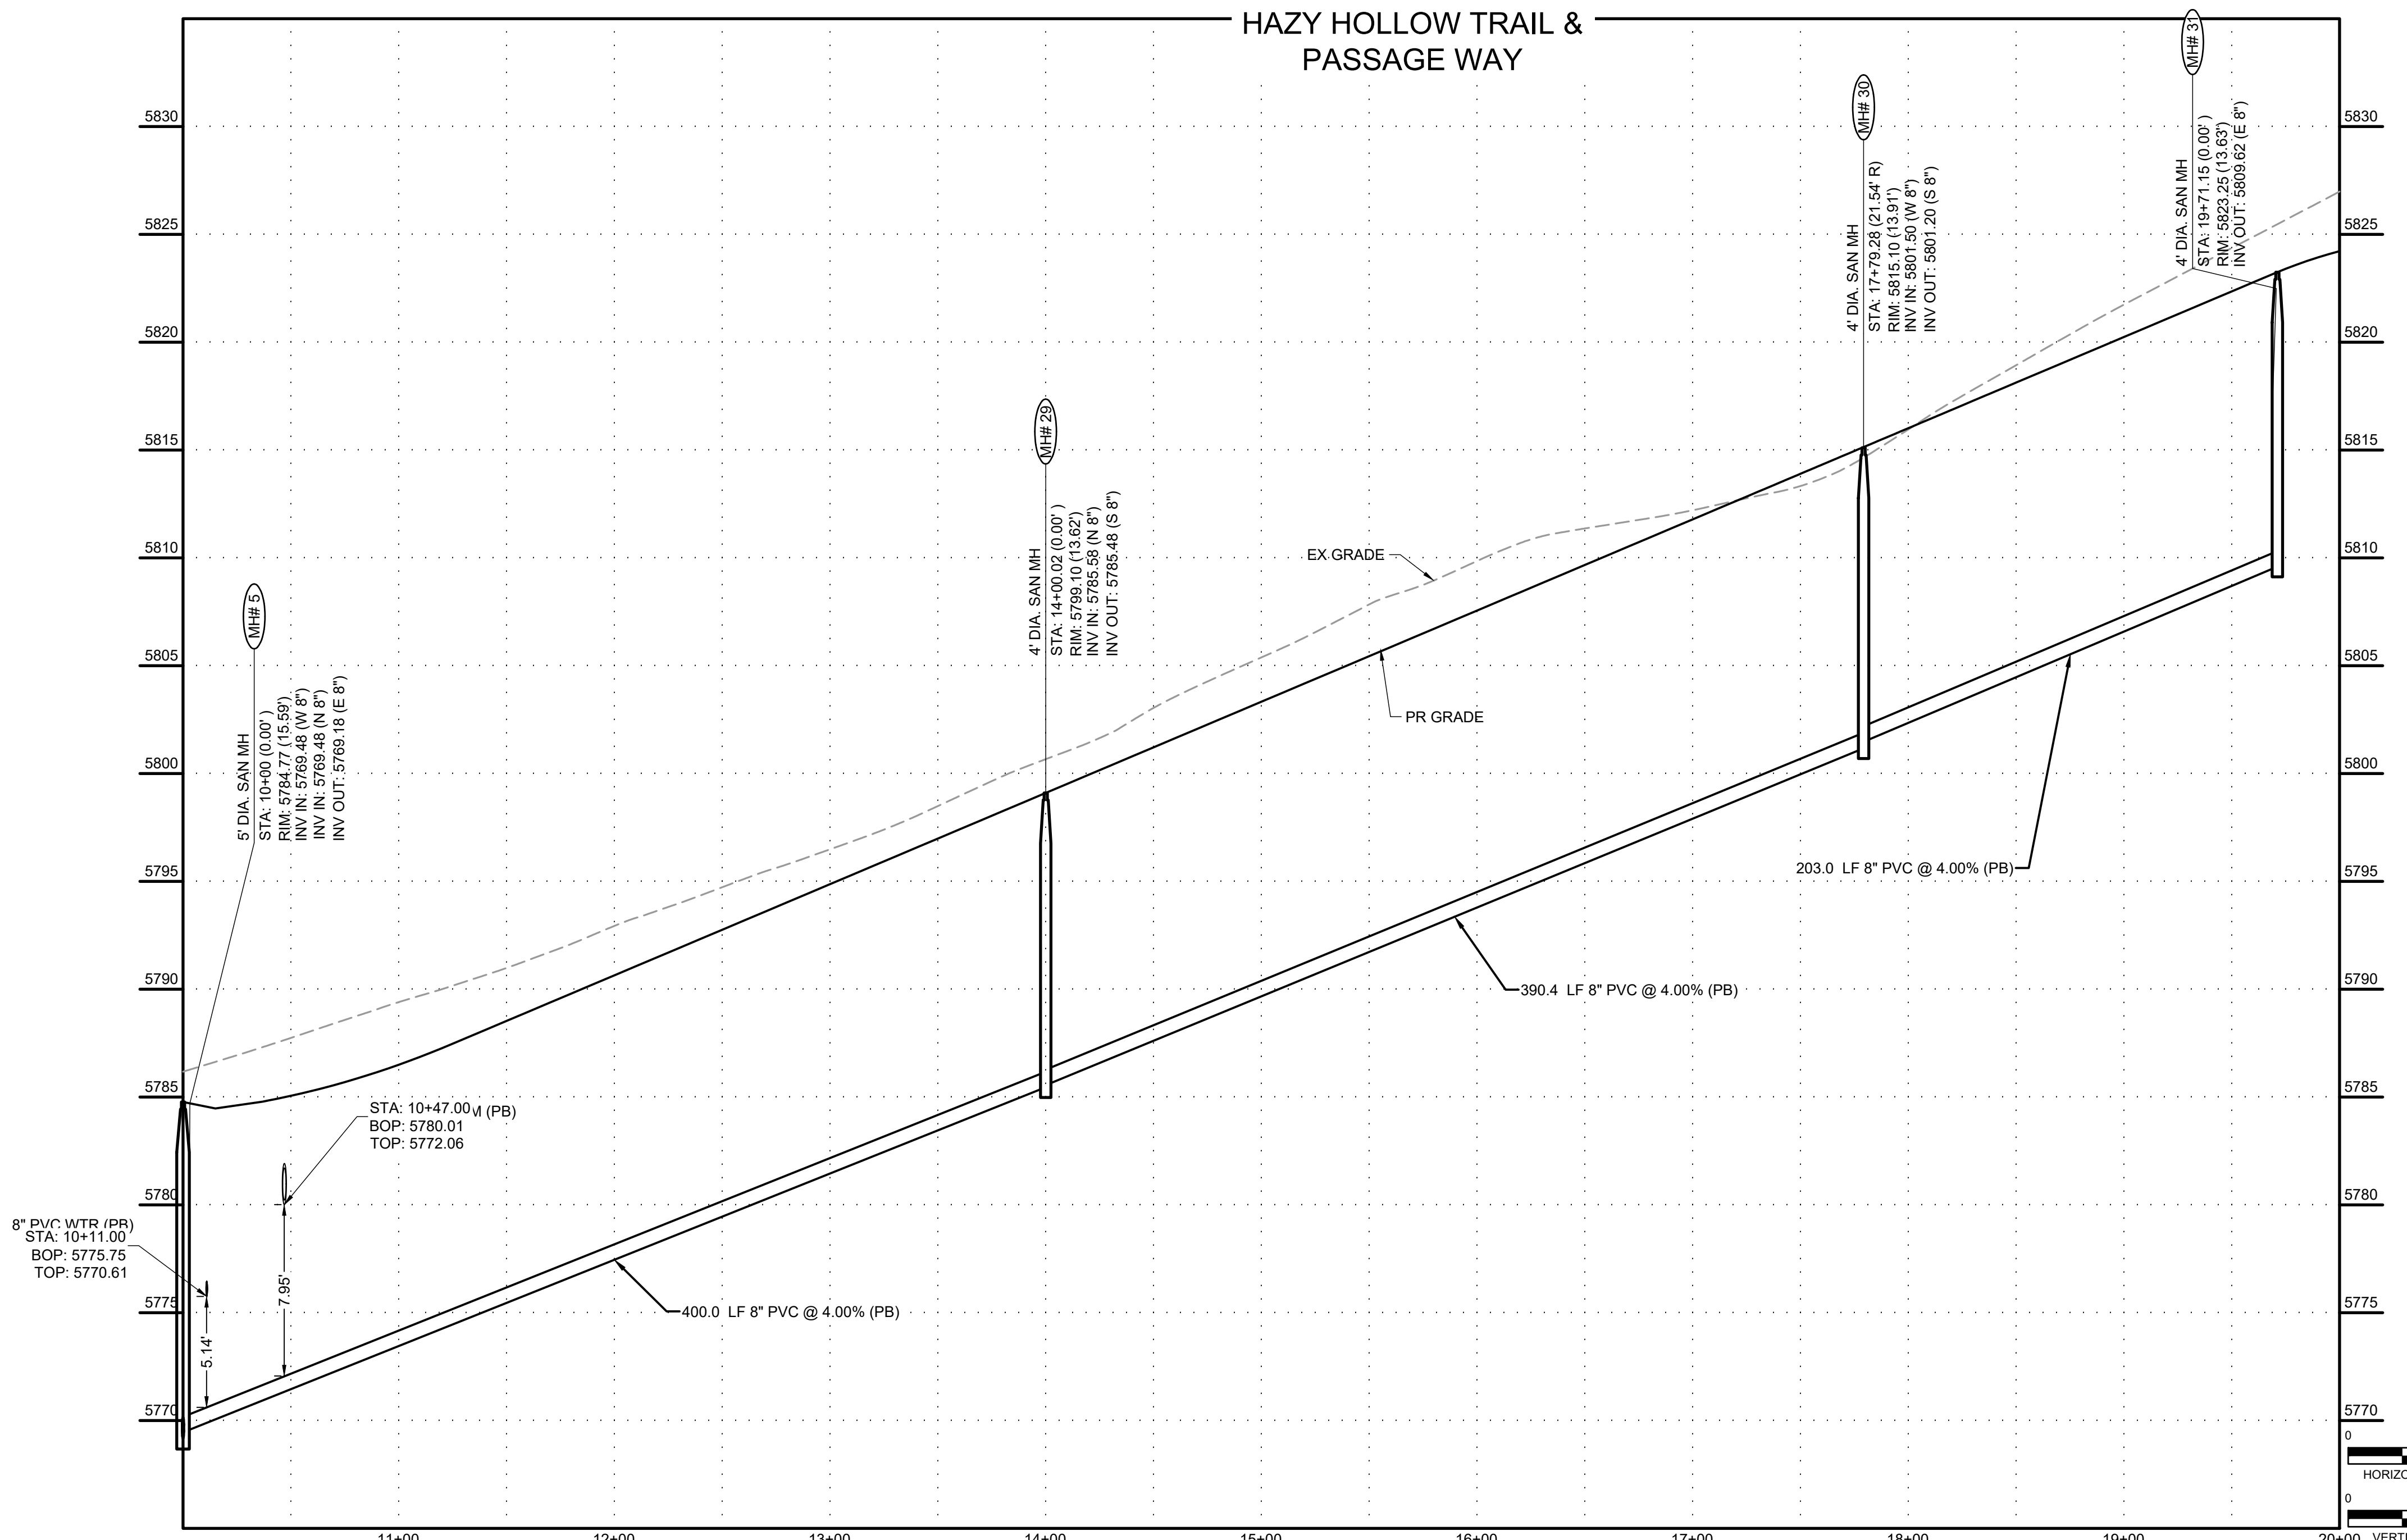 HAZY HOLLOW TRAIL &
PASSAGE WAY
MH# 31
4' DIA. SAN MH
STA: 19+71.15 (0.00' )
RIM: 5823.25 (13.63')
INV OUT: 5809.62 (E 8")
MH# 30
4' DIA. SAN MH
STA: 17+79.28 (21.54' R)
RIM: 5815.10 (13.91')
INV IN: 5801.50 (W 8")
INV OUT: 5801.20 (S 8")
MH# 29
4' DIA. SAN MH
STA: 14+00.02 (0.00' )
RIM: 5799.10 (13.62')
INV IN: 5785.58 (N 8")
INV OUT: 5785.48 (S 8")
MH# 5
5' DIA. SAN MH
STA: 10+00 (0.00' )
RIM: 5784.77 (15.59')
INV IN: 5769.48 (W 8")
INV IN: 5769.48 (N 8")
INV OUT: 5769.18 (E 8")
5830
5825
5820
5815
5810
5805
5800
5795
5790
5785
5780
5775
5770
5830
5825
5820
5815
5810
5805
5800
5795
5790
5785
5780
5775
5770
EX GRADE
PR GRADE
203.0 LF 8" PVC @ 4.00% (PB)
390.4 LF 8" PVC @ 4.00% (PB)
400.0 LF 8" PVC @ 4.00% (PB)
STA: 10+47.00 (PB)
BOP: 5780.01
TOP: 5772.06
7.95'
8" PVC WTR (PB)
STA: 10+11.00
BOP: 5775.75
TOP: 5770.61
5.14'
0
HORIZO
0
VERT
11+00
12+00
13+00
14+00
15+00
16+00
17+00
18+00
19+00
20+00